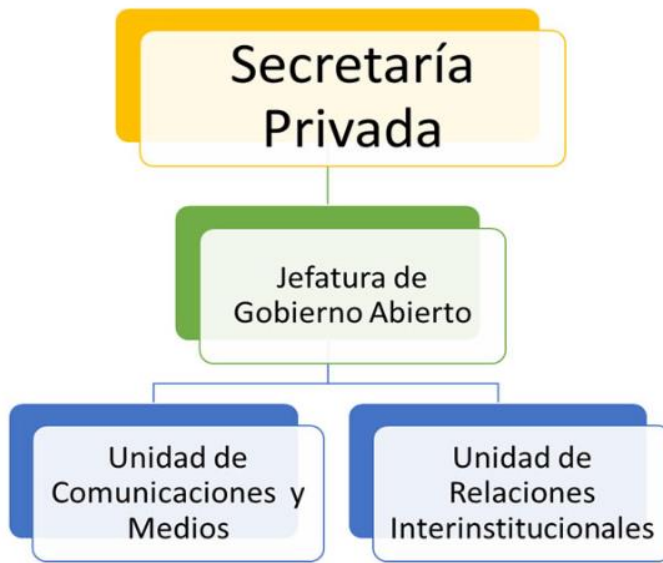 Secretaría
Privada
Jefatura de
Gobierno Abierto
Unidad de
Comunicaciones y
Medios
Unidad de
Relaciones
Interinstitucionales